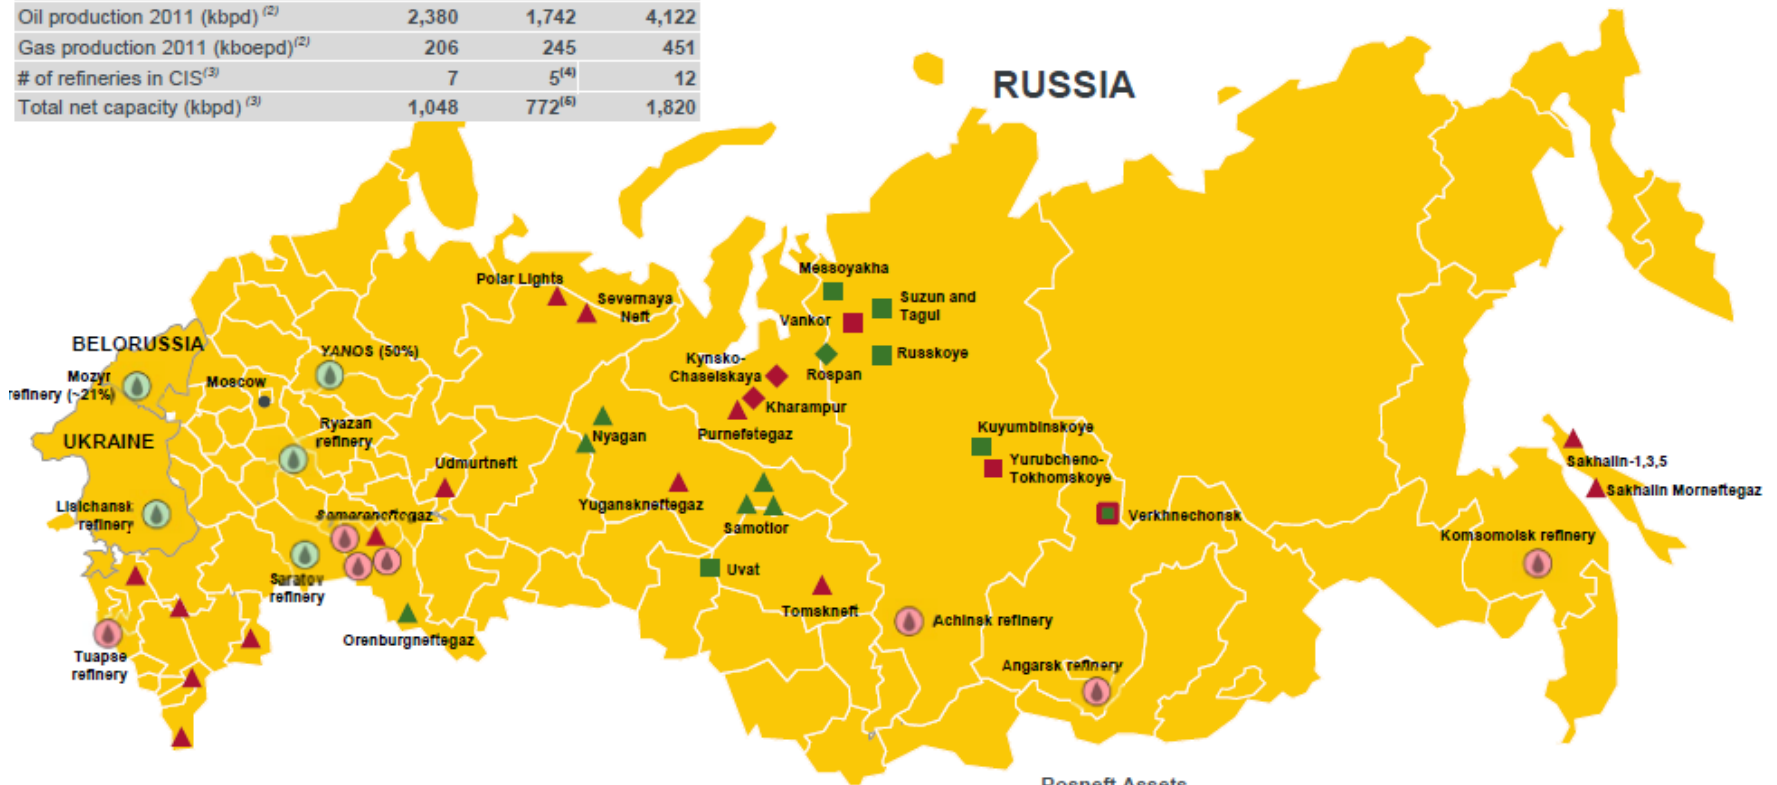 Oil production 2011 (kbpd) (2) 2,380 1,742 4,122
Gas production 2011 (kboepd)(2) 206 245 451
# of refineries in CIS(3) 7 5(4) 12
Total net capacity (kbpd) (3) 1,048 772(6) 1,820
RUSSIA
Messoyakha
Polar Lights
Severnaya
Neft
Suzun and
Tagul
Vankor
BELORUSSIA
YANOS (50%)
Kynsko-
Chaselskaya
Rospan
Russkoye
Mozyr
refinery (~21%)
Moscow
Kharampur
Purnefetegaz
Ryazan
refinery
Nyagan
Kuyumbinskoye
UKRAINE
Udmurtneft
Yurubcheno-
Tokhomskoye
Sakhalin-1,3,5
Sakhalin Morneftegaz
Yuganskneftegaz
Lisichansk
refinery
Samaraneftegaz
Samotlor
Verkhnechonsk
Komsomolsk refinery
Uvat
Saratov
refinery
Tomskneft
Achinsk refinery
Orenburgneftegaz
Tuapse
refinery
Angarsk refinery
Rosneft Assets